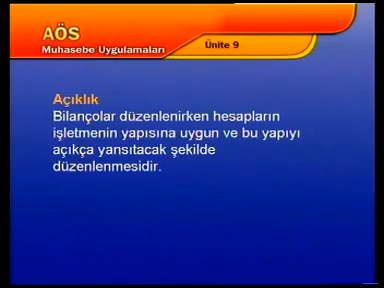 AÖS
Muhasebe Uygulamaları
Ünite 9
Açıklık
Bilançolar düzenlenirken hesapların
işletmenin yapısına uygun ve bu yapıyı
açıkça yansıtacak şekilde
düzenlenmesidir.